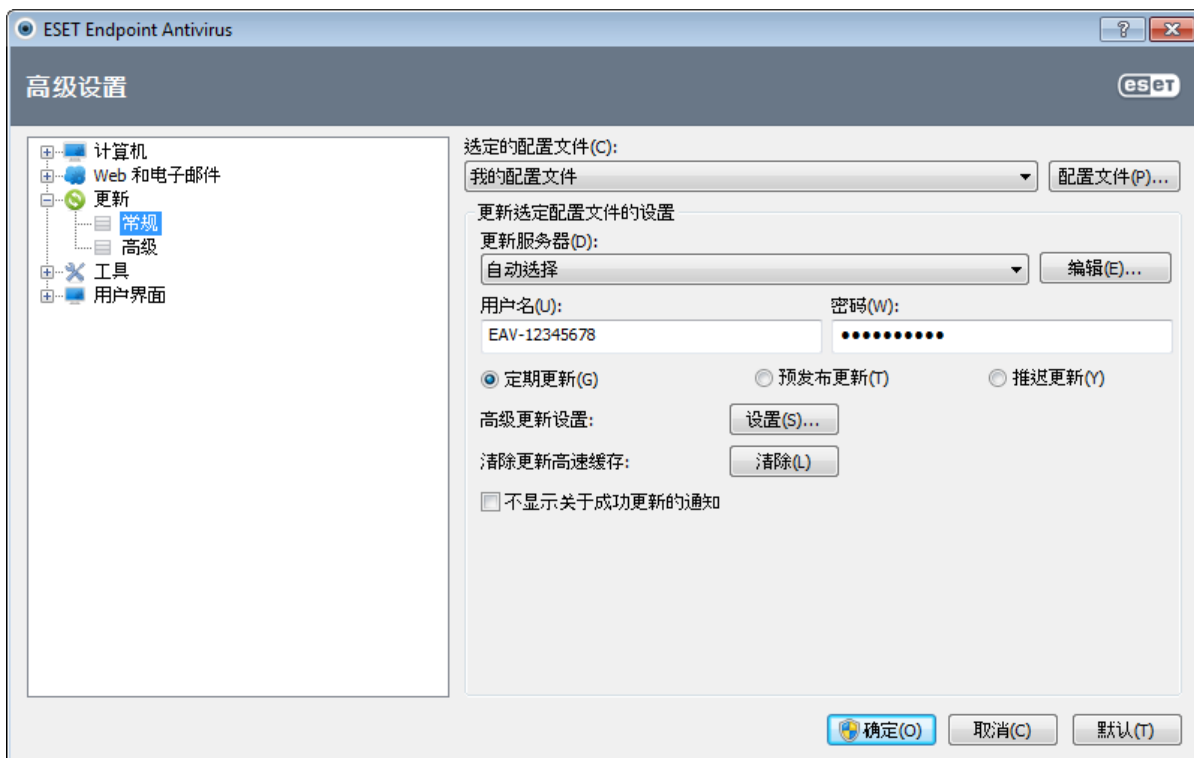 ESET Endpoint Antivirus
高级设置
eset
计算机
Web 和电子邮件
更新
常规
高级
工具
用户界面
选定的配置文件(C):
我的配置文件
配置文件(P)...
更新选定配置文件的设置
更新服务器(D):
自动选择
编辑(E)...
用户名(U):
密码(W):
EAV-12345678
●●●●●●●●●●
定期更新(G)
预发布更新(T)
推迟更新(Y)
高级更新设置:
设置(S)...
清除更新高速缓存:
清除(L)
不显示关于成功更新的通知
确定(O)
取消(C)
默认(T)